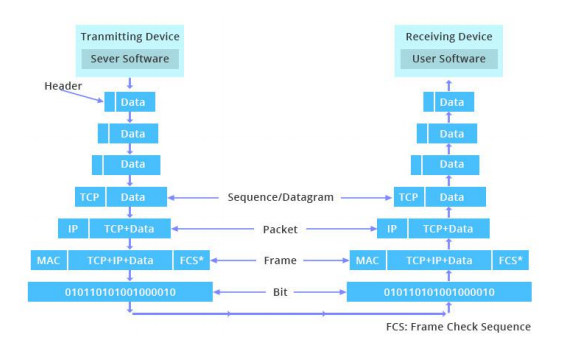 Tranmitting Device
Receiving Device
Sever Software
User Software
Header
Data
Data
Data
Data
Data
Data
TCP Data
Sequence/Datagram
TCP Data
IP TCP+Data
Packet
IP TCP+Data
MAC TCP+IP+Data FCS*
Frame
MAC TCP+IP+Data FCS*
010110101001000010
Bit
010110101001000010
FCS: Frame Check Sequence